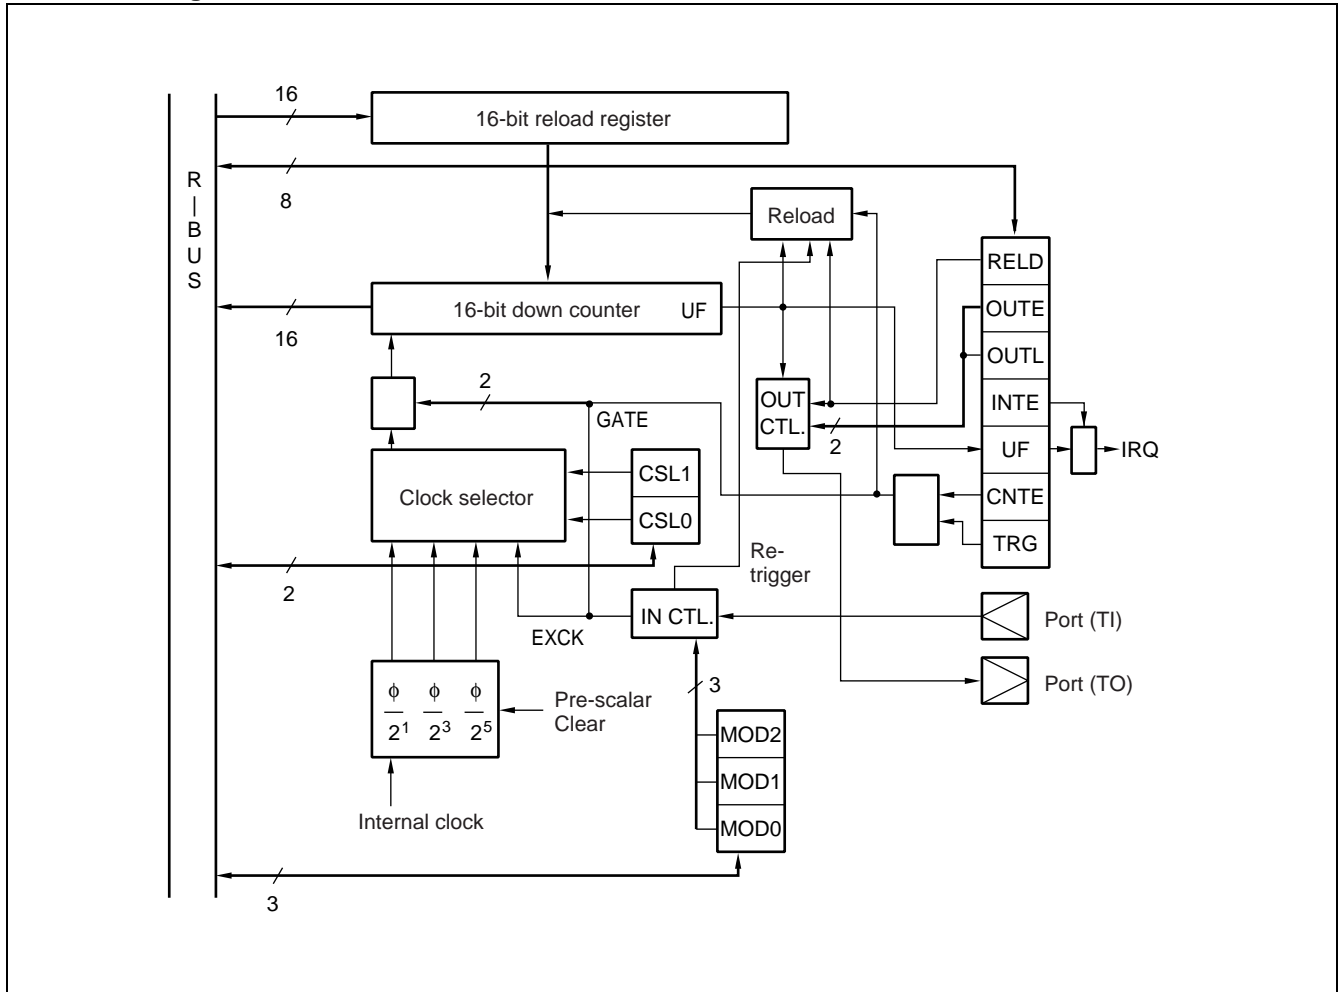 16
16-bit reload register
8
R
|
B
U
S
Reload
RELD
16-bit down counter UF
OUTE
16
OUTL
2
GATE
OUT
CTL.
2
INTE
UF
IRQ
CSL1
Clock selector
CSL0
CNTE
TRG
2
Re-
trigger
IN CTL.
Port (TI)
EXCK
3
Port (TO)
ϕ ϕ ϕ
2¹ 2³ 2⁵
Pre-scalar
Clear
MOD2
MOD1
MOD0
Internal clock
3